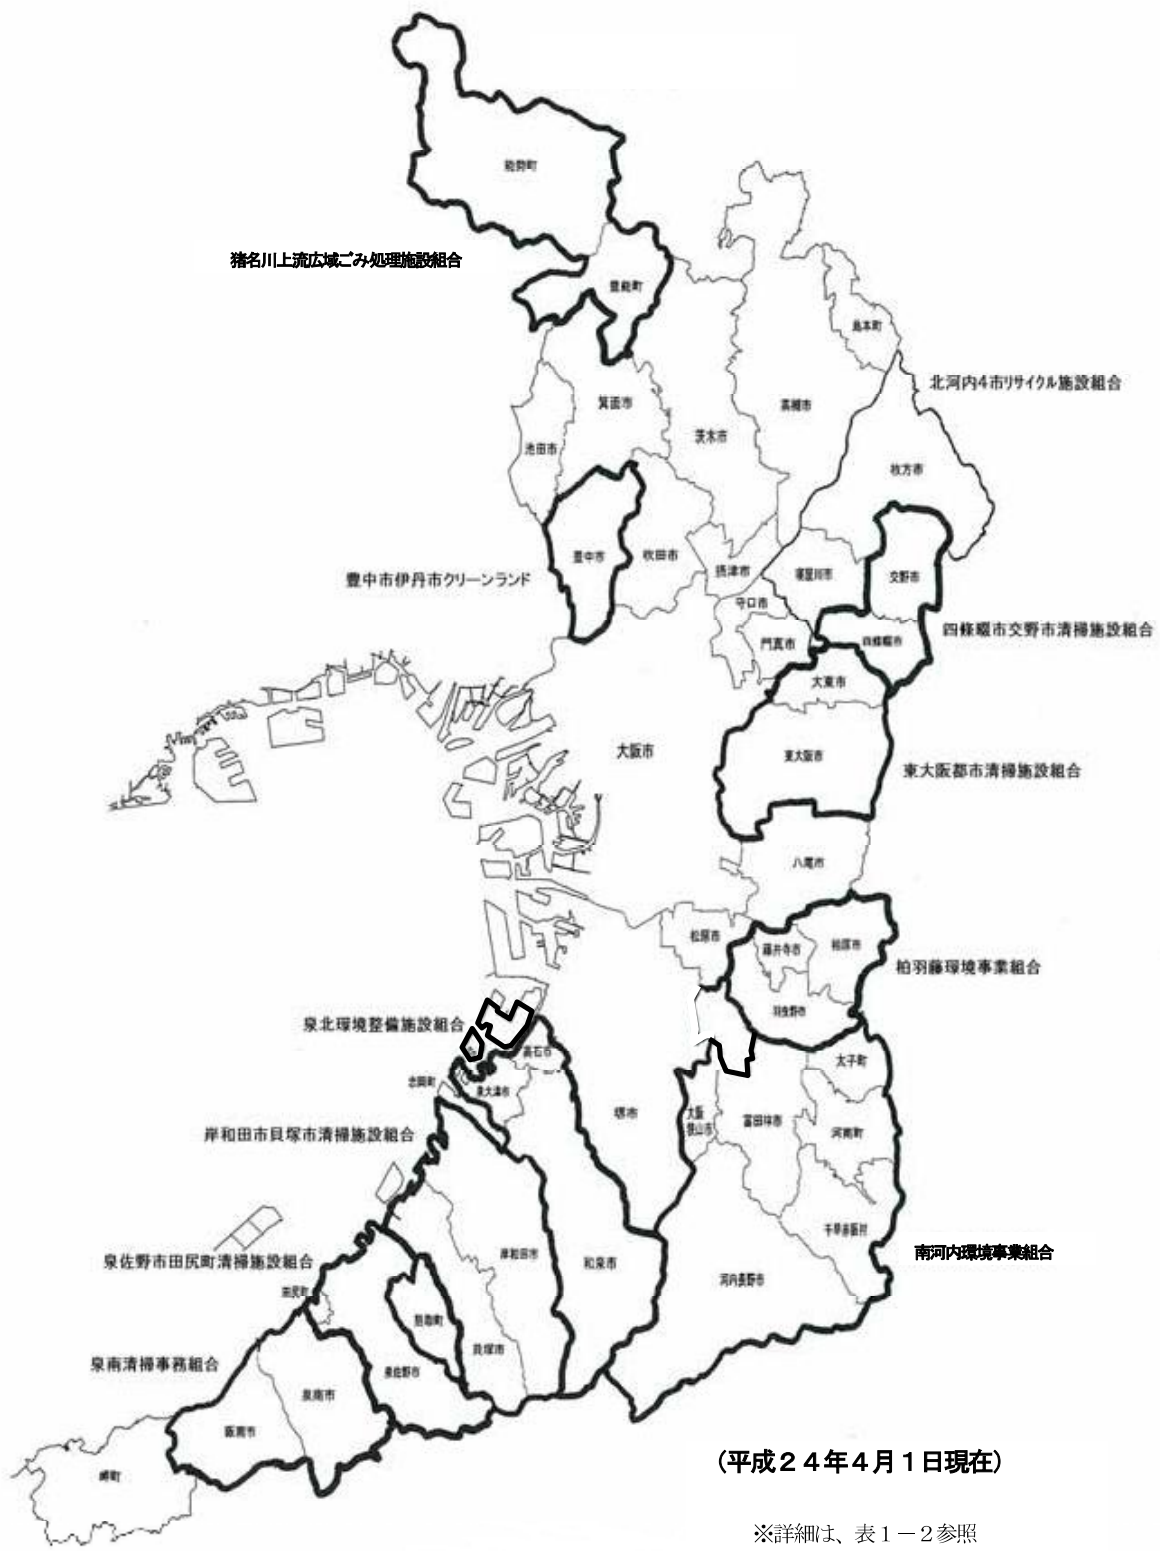 能勢町
猪名川上流広域ごみ処理施設組合
豊能町
島本町
北河内4市リサイクル施設組合
高槻市
箕面市
茨木市
池田市
枚方市
豊中市
吹田市
摂津市
寝屋川市
交野市
豊中市伊丹市クリーンランド
守口市
四條畷市交野市清掃施設組合
門真市
四條畷市
大東市
大阪市
東大阪市
東大阪都市清掃施設組合
八尾市
松原市
藤井寺市
柏原市
柏羽藤環境事業組合
羽曳野市
泉北環境整備施設組合
高石市
太子町
忠岡町
泉大津市
堺市
大阪
狭山市
富田林市
河南町
岸和田市貝塚市清掃施設組合
千早赤阪村
南河内環境事業組合
岸和田市
和泉市
泉佐野市田尻町清掃施設組合
河内長野市
田尻町
熊取町
貝塚市
泉南清掃事務組合
泉佐野市
泉南市
阪南市
岬町
（平成２４年４月１日現在）
※詳細は、表１－２参照